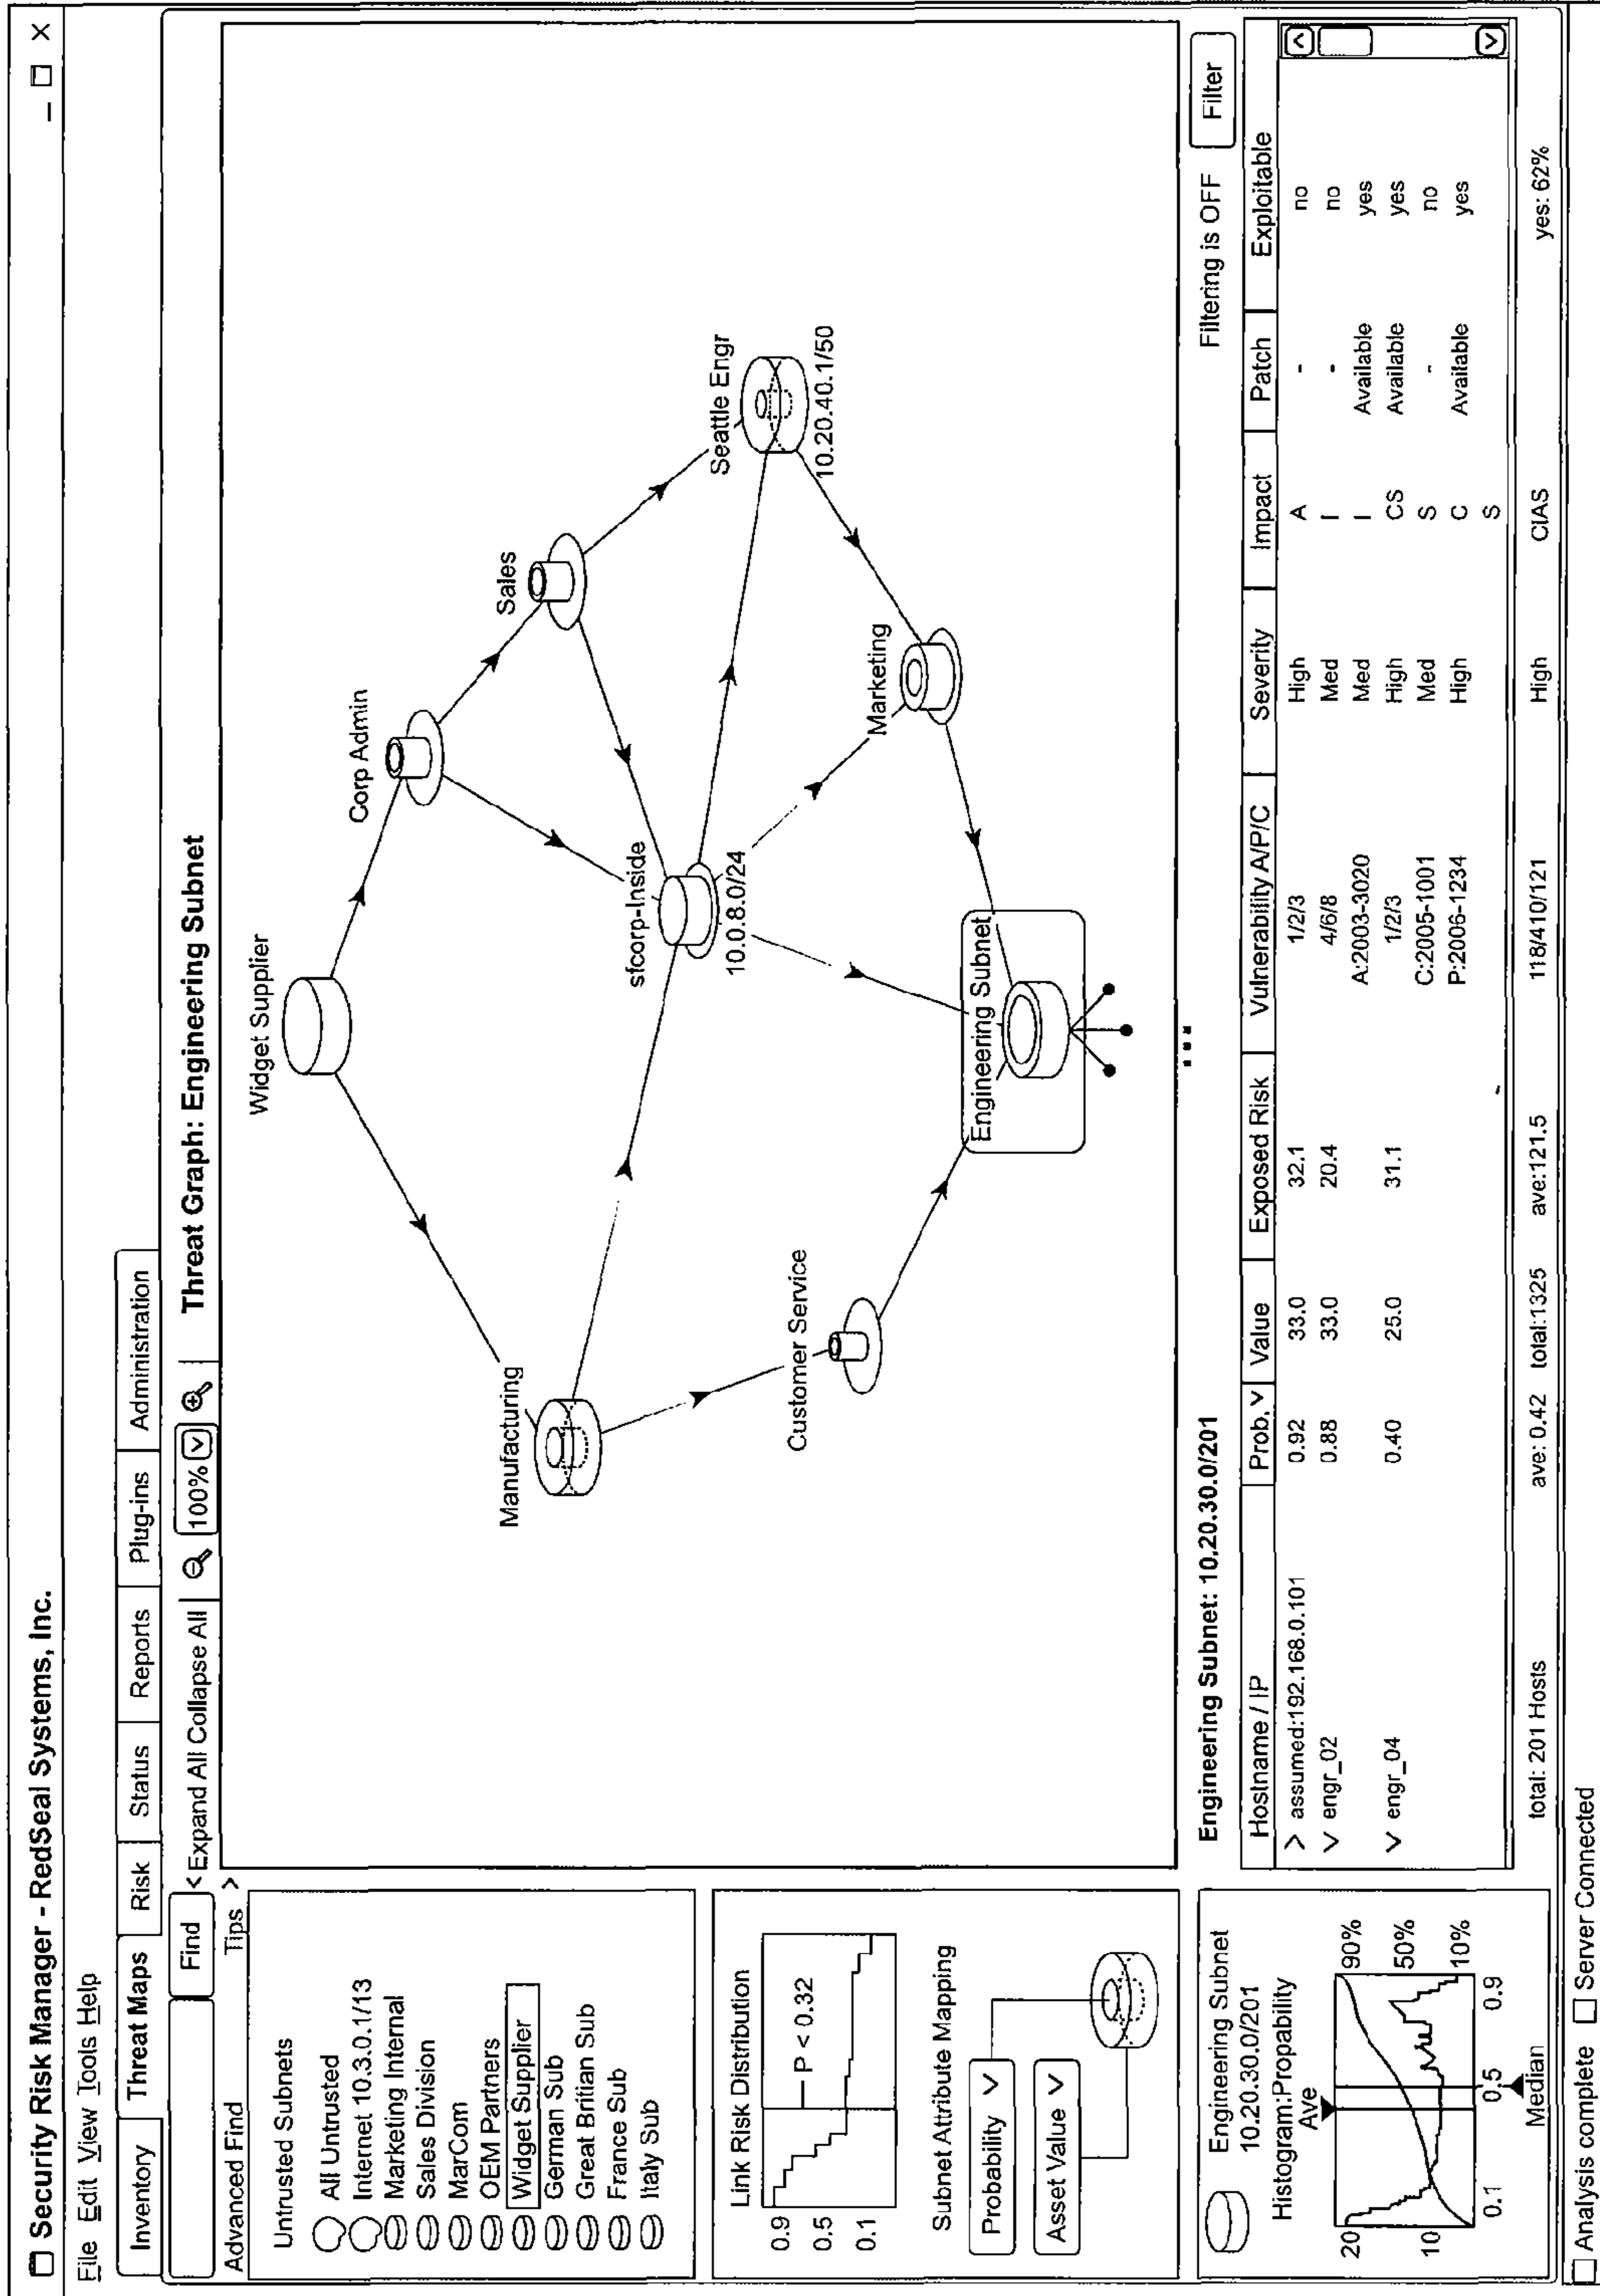 Security Risk Manager - RedSeal Systems, Inc.
File Edit View Tools Help
Inventory Threat Maps Risk Status Reports Plug-ins Administration
Find < Expand All Collapse All 100% Threat Graph: Engineering Subnet
Advanced Find Tips >
Untrusted Subnets
All Untrusted
Internet 10.3.0.1/13
Marketing Internal
Sales Division
MarCom
OEM Partners
Widget Supplier
German Sub
Great Britian Sub
France Sub
Italy Sub
Link Risk Distribution
0.9
0.5
0.1
P < 0.32
Subnet Attribute Mapping
Probability
Asset Value
Engineering Subnet
10.20.30.0/201
Histogram:Propability
Ave
20
10
90%
50%
10%
0.1 0.5 0.9
Median
Widget Supplier
Corp Admin
Sales
Manufacturing
sfcorp-Inside
10.0.8.0/24
Seattle Engr
10.20.40.1/50
Customer Service
Marketing
Engineering Subnet
Engineering Subnet: 10.20.30.0/201 Filtering is OFF Filter
Hostname / IP Prob. Value Exposed Risk Vulnerability A/P/C Severity Impact Patch Exploitable
> assumed:192.168.0.101 0.92 33.0 32.1 1/2/3 High A - no
v engr_02 0.88 33.0 20.4 4/6/8 Med I - no
A:2003-3020 Med I Available yes
v engr_04 0.40 25.0 31.1 1/2/3 High CS Available yes
C:2005-1001 Med S - no
P:2006-1234 High C Available yes
S
total: 201 Hosts ave: 0.42 total:1325 ave:121.5 118/410/121 High CIAS yes: 62%
Analysis complete Server Connected